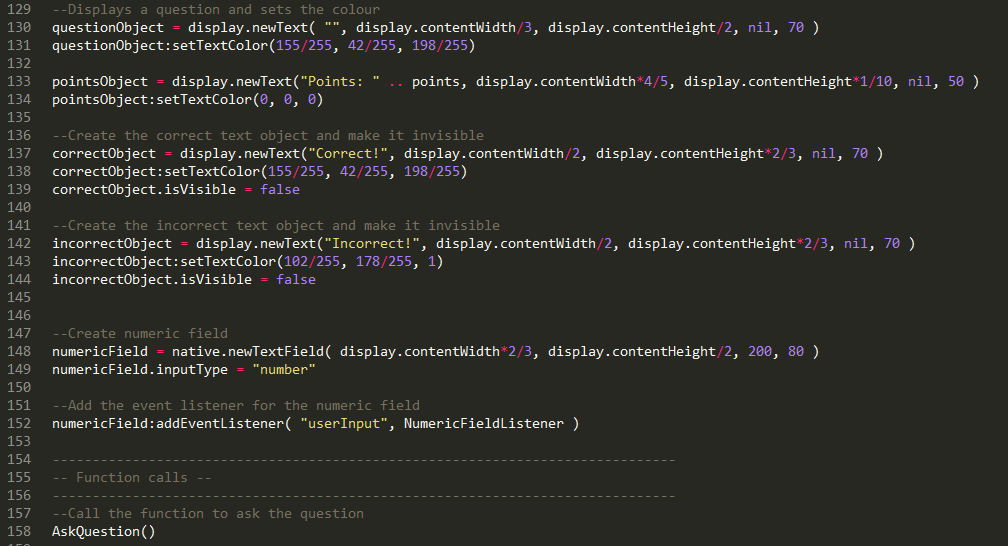 129 --Displays a question and sets the colour
130 questionObject = display.newText( "", display.contentWidth/3, display.contentHeight/2, nil, 70 )
131 questionObject:setTextColor(155/255, 42/255, 198/255)
132
133 pointsObject = display.newText("Points: " .. points, display.contentWidth*4/5, display.contentHeight*1/10, nil, 50 )
134 pointsObject:setTextColor(0, 0, 0)
135
136 --Create the correct text object and make it invisible
137 correctObject = display.newText("Correct!", display.contentWidth/2, display.contentHeight*2/3, nil, 70 )
138 correctObject:setTextColor(155/255, 42/255, 198/255)
139 correctObject.isVisible = false
140
141 --Create the incorrect text object and make it invisible
142 incorrectObject = display.newText("Incorrect!", display.contentWidth/2, display.contentHeight*2/3, nil, 70 )
143 incorrectObject:setTextColor(102/255, 178/255, 1)
144 incorrectObject.isVisible = false
145
146
147 --Create numeric field
148 numericField = native.newTextField( display.contentWidth*2/3, display.contentHeight/2, 200, 80 )
149 numericField.inputType = "number"
150
151 --Add the event listener for the numeric field
152 numericField:addEventListener( "userInput", NumericFieldListener )
153
154 ------------------------------------------------------------------------------
155 -- Function calls --
156 ------------------------------------------------------------------------------
157 --Call the function to ask the question
158 AskQuestion()